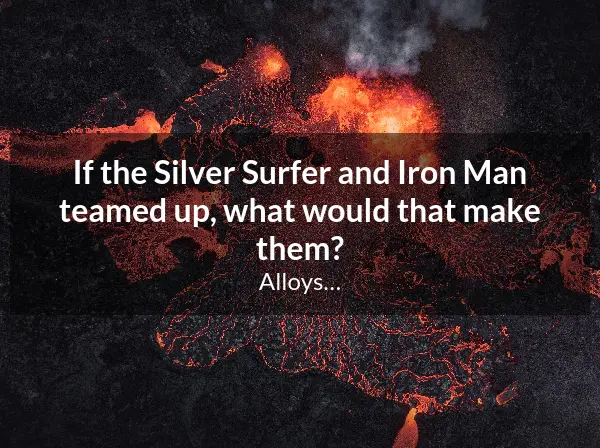 If the Silver Surfer and Iron Man
teamed up, what would that make
them?
Alloys...